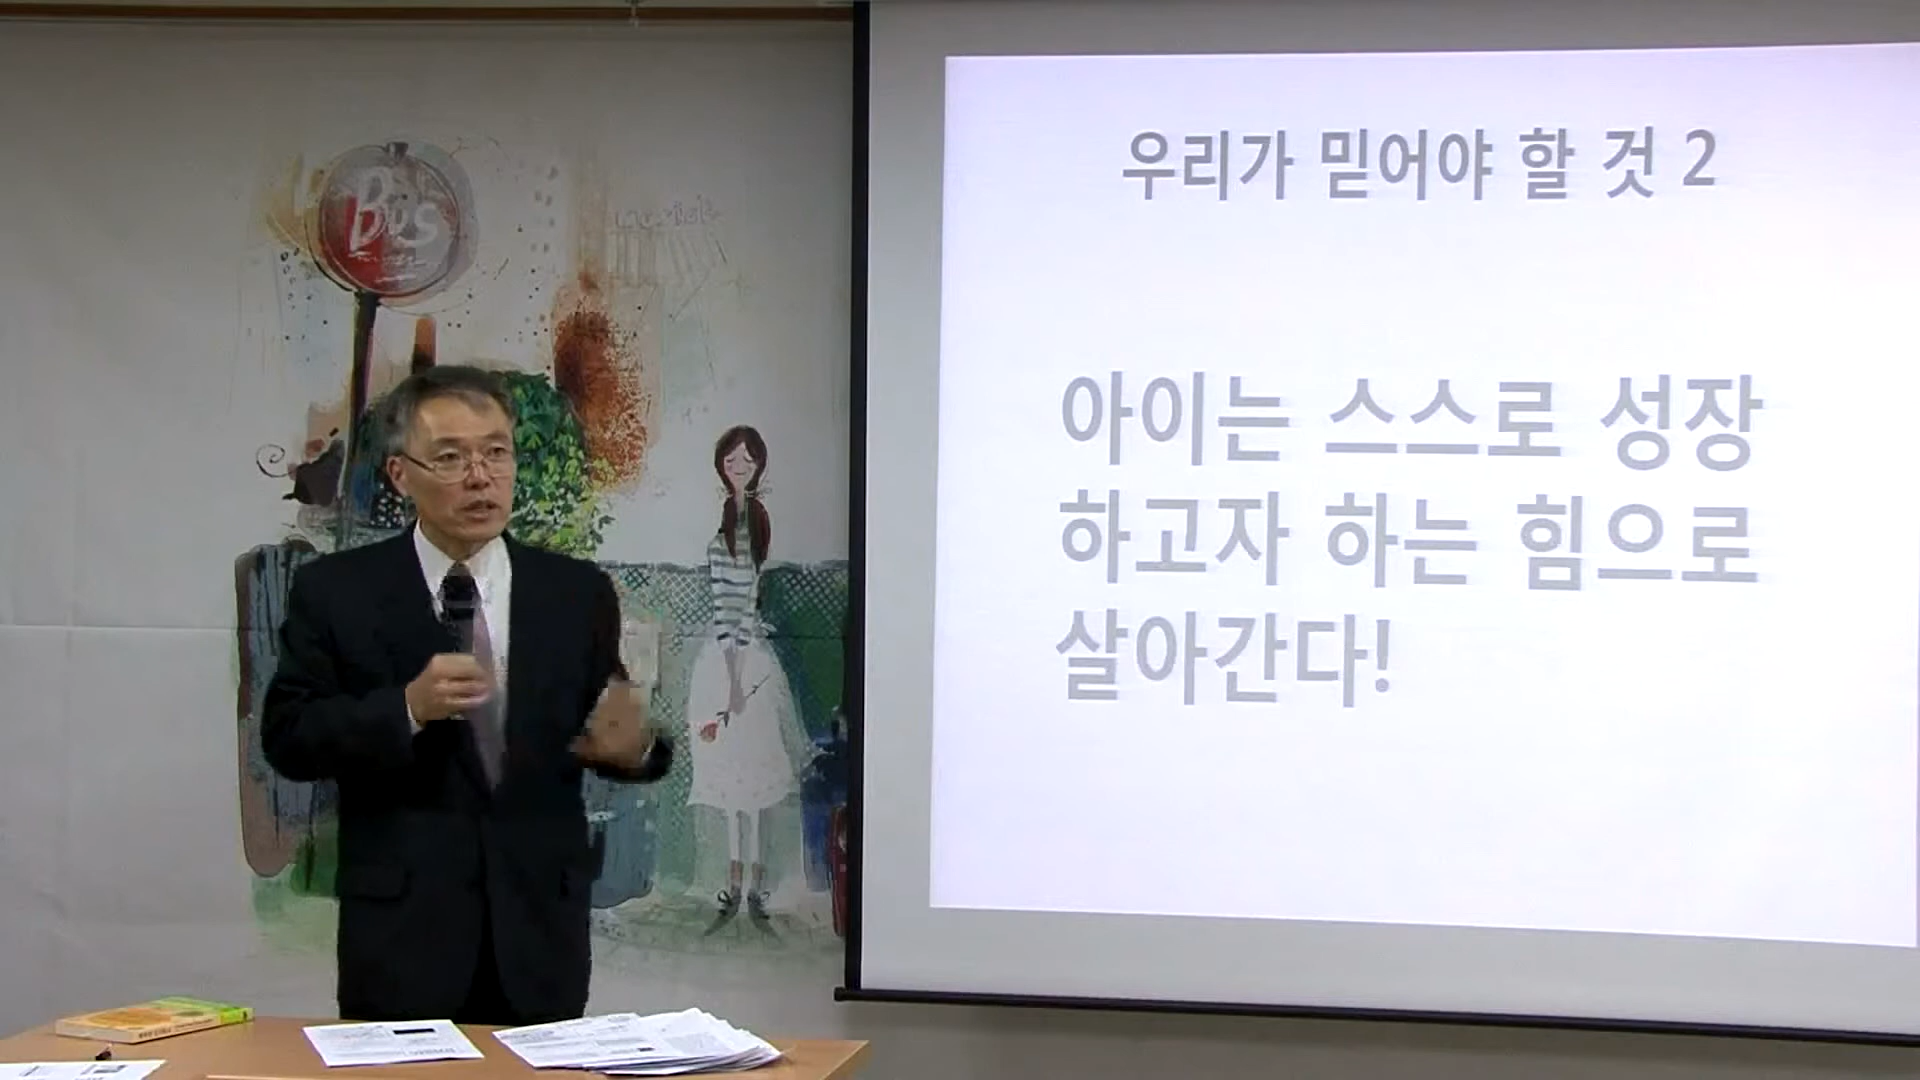 Bus
우리가 믿어야 할 것 2
아이는 스스로 성장
하고자 하는 힘으로
살아간다!